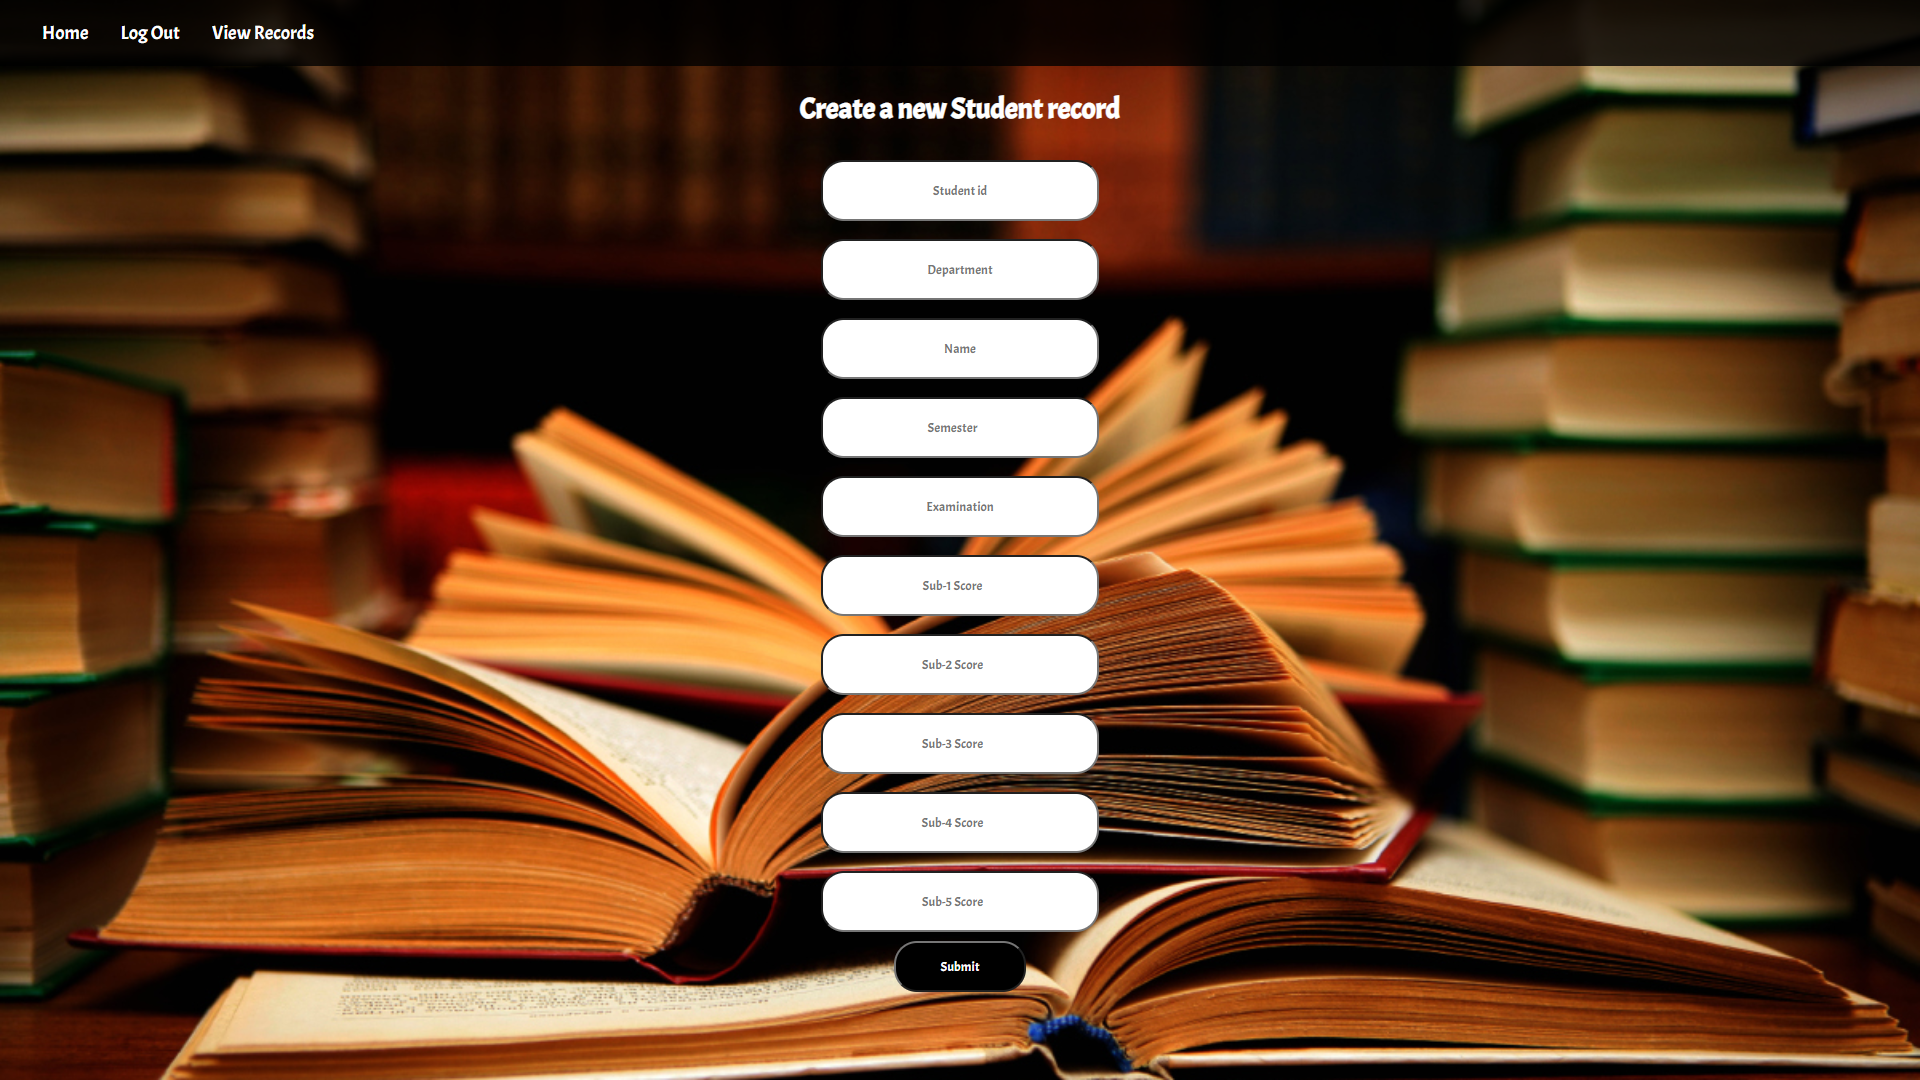 Home Log Out View Records
Create a new Student record
Student id
Department
Name
Semester
Examination
Sub-1 Score
Sub-2 Score
Sub-3 Score
Sub-4 Score
Sub-5 Score
Submit